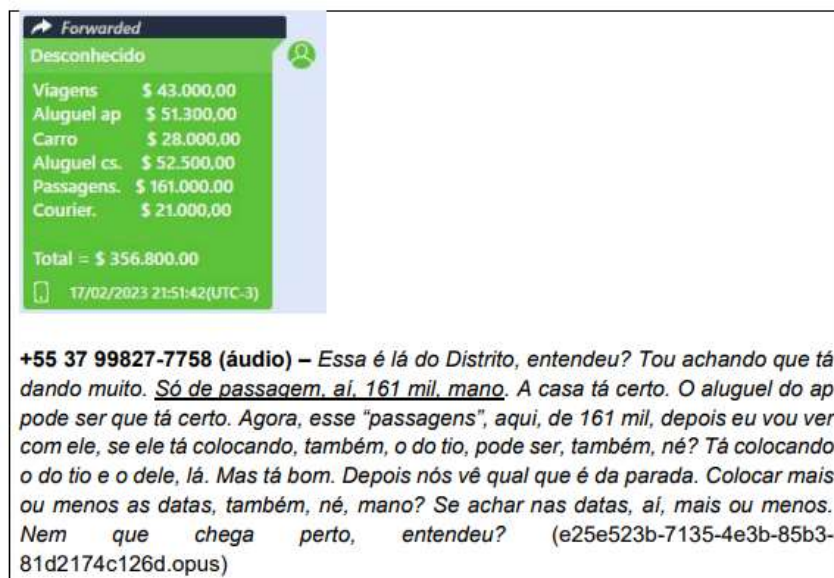 Forwarded
Desconhecido
Viagens $ 43.000,00
Aluguel ap $ 51.300,00
Carro $ 28.000,00
Aluguel cs. $ 52.500,00
Passagens. $ 161.000.00
Courier. $ 21.000,00
Total = $ 356.800.00
17/02/2023 21:51:42(UTC-3)
+55 37 99827-7758 (áudio) – Essa é lá do Distrito, entendeu? Tou achando que tá
dando muito. Só de passagem, aí, 161 mil, mano. A casa tá certo. O aluguel do ap
pode ser que tá certo. Agora, esse “passagens”, aqui, de 161 mil, depois eu vou ver
com ele, se ele tá colocando, também, o do tio, pode ser, também, né? Tá colocando
o do tio e o dele, lá. Mas tá bom. Depois nós vê qual que é da parada. Colocar mais
ou menos as datas, também, né, mano? Se achar nas datas, aí, mais ou menos.
Nem que chega perto, entendeu? (e25e523b-7135-4e3b-85b3-
81d2174c126d.opus)